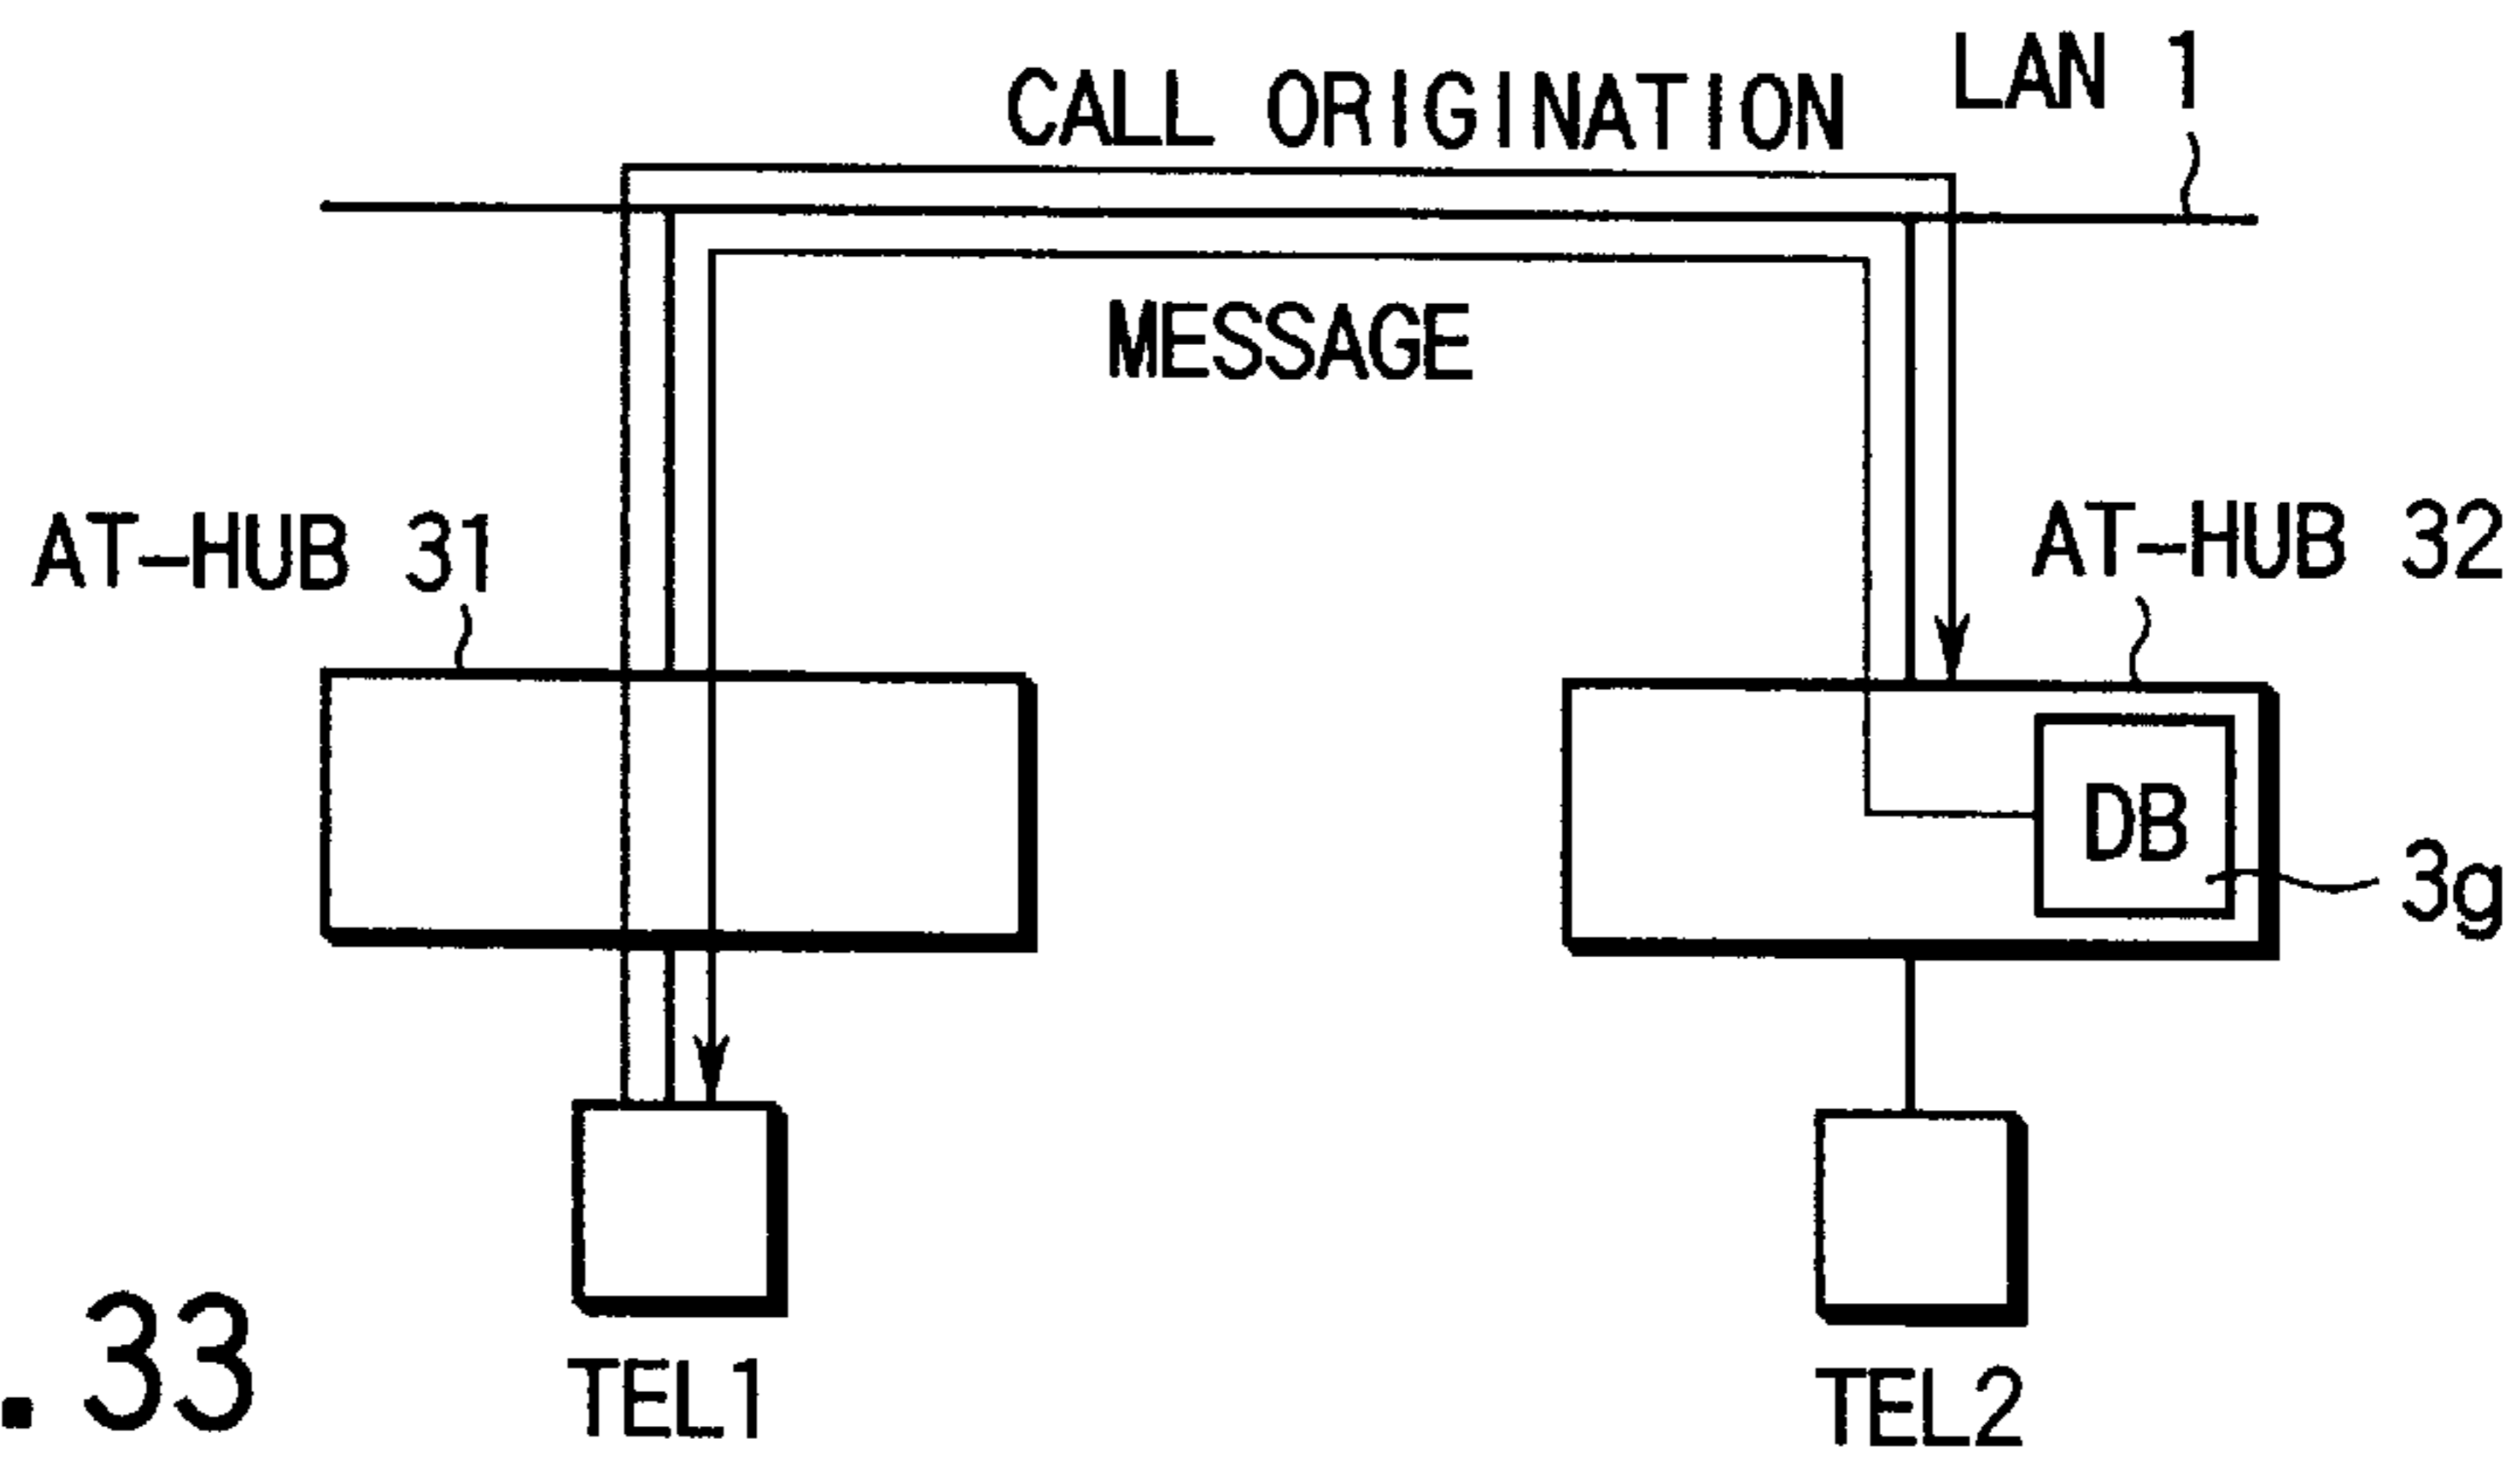 LAN 1
CALL ORIGINATION
MESSAGE
AT-HUB 31
AT-HUB 32
DB
3g
. 33
TEL1
TEL2